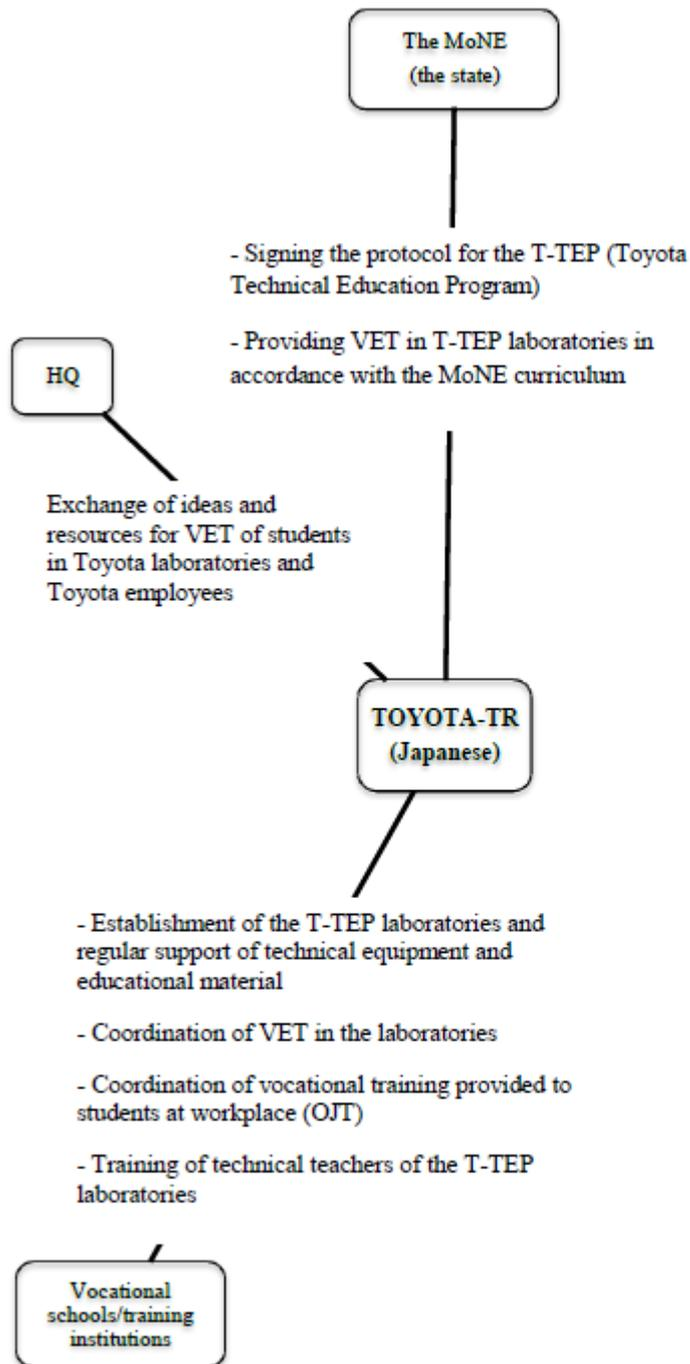 The MoNE
(the state)
- Signing the protocol for the T-TEP (Toyota
Technical Education Program)
- Providing VET in T-TEP laboratories in
accordance with the MoNE curriculum
HQ
Exchange of ideas and
resources for VET of students
in Toyota laboratories and
Toyota employees
TOYOTA-TR
(Japanese)
- Establishment of the T-TEP laboratories and
regular support of technical equipment and
educational material
- Coordination of VET in the laboratories
- Coordination of vocational training provided to
students at workplace (OJT)
- Training of technical teachers of the T-TEP
laboratories
Vocational
schools/training
institutions